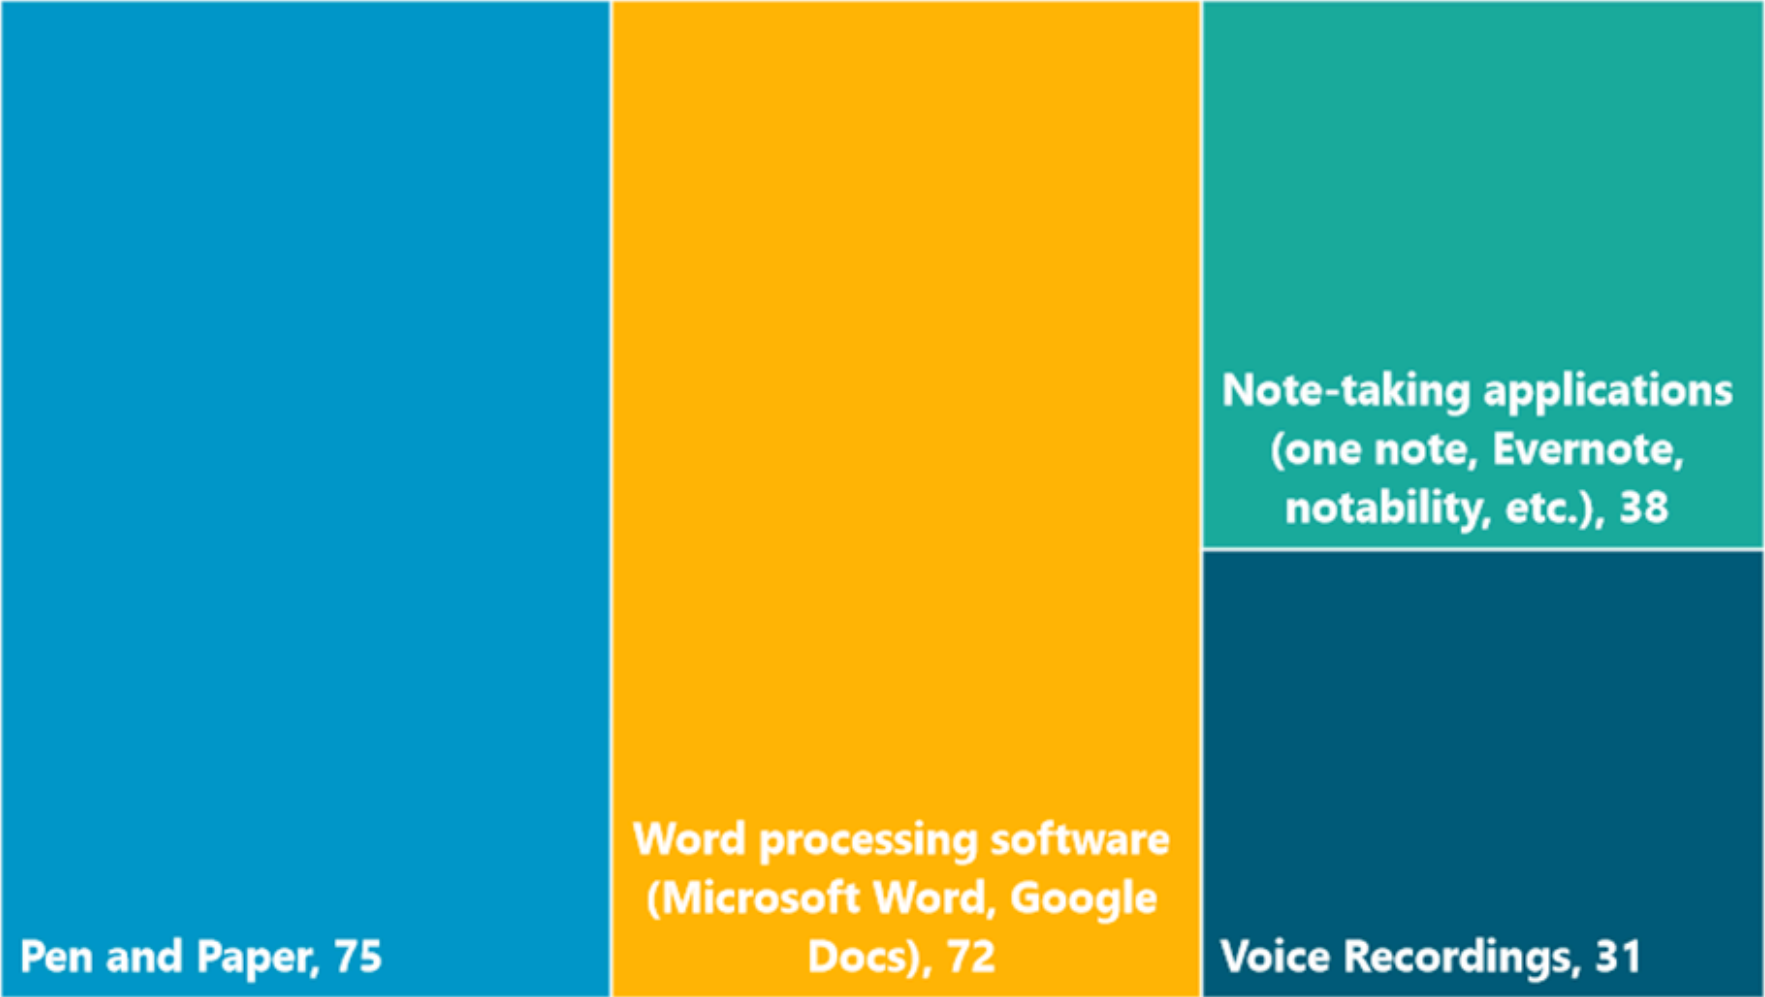 Pen and Paper, 75
Word processing software
(Microsoft Word, Google
Docs), 72
Note-taking applications
(one note, Evernote,
notability, etc.), 38
Voice Recordings, 31